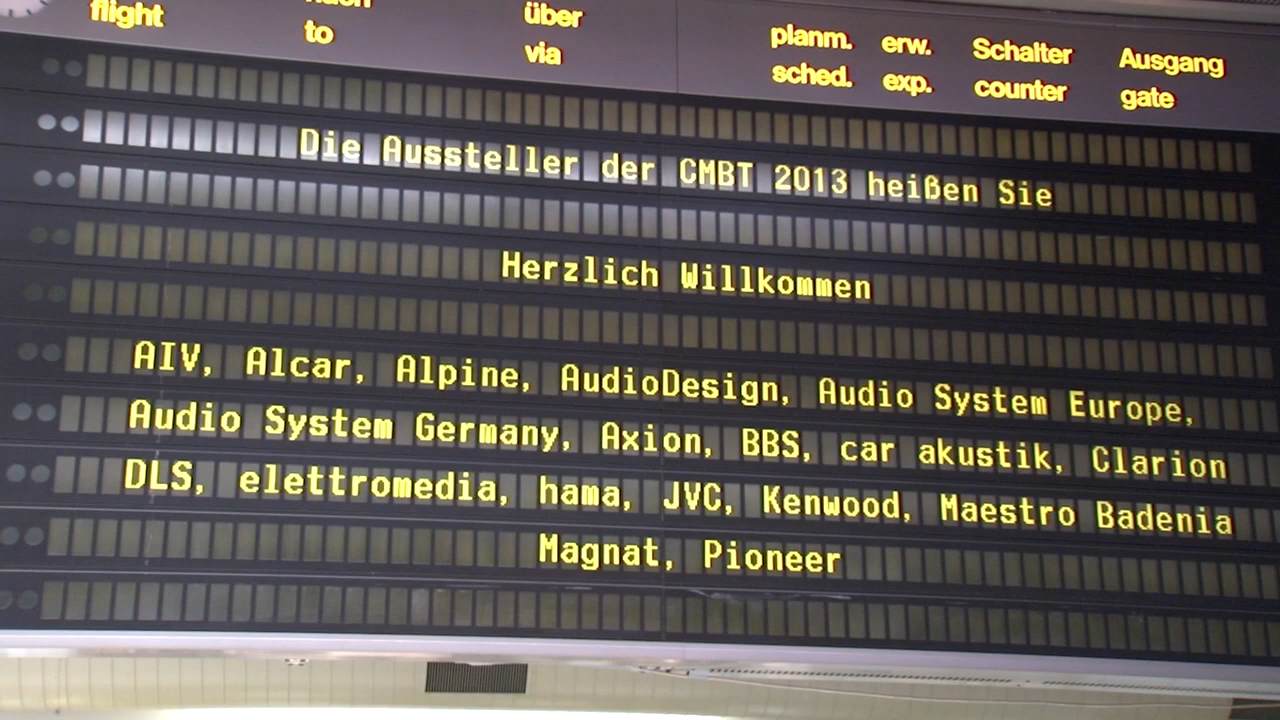 flight nach über planm. erw. Schalter Ausgang
to via sched. exp. counter gate
Die Aussteller der CMBT 2013 heißen Sie
Herzlich Willkommen
AIV, Alcar, Alpine, AudioDesign, Audio System Europe,
Audio System Germany, Axion, BBS, car akustik, Clarion
DLS, elettromedia, hama, JVC, Kenwood, Maestro Badenia
Magnat, Pioneer